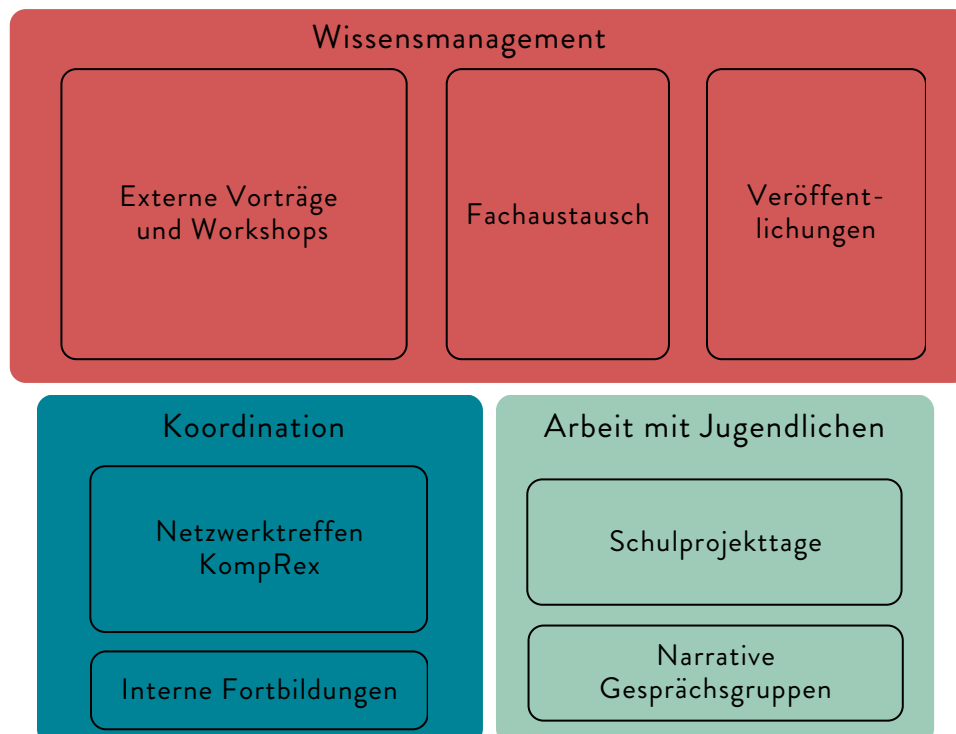 Wissensmanagement
Externe Vorträge
und Workshops
Fachaustausch
Veröffent-
lichungen
Koordination
Netzwerktreffen
KompRex
Interne Fortbildungen
Arbeit mit Jugendlichen
Schulprojekttage
Narrative
Gesprächsgruppen